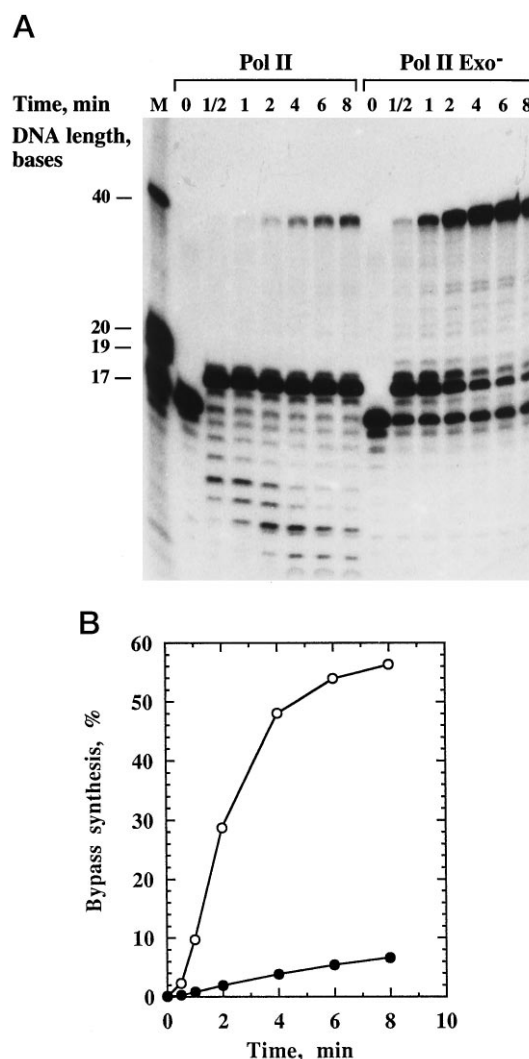 A
Pol II Pol II Exo-
Time, min M 0 1/2 1 2 4 6 8 0 1/2 1 2 4 6 8
DNA length, bases
40 —
20 —
19 —
17 —
B
60
50
40
30
20
10
0
Bypass synthesis, %
0 2 4 6 8 10
Time, min